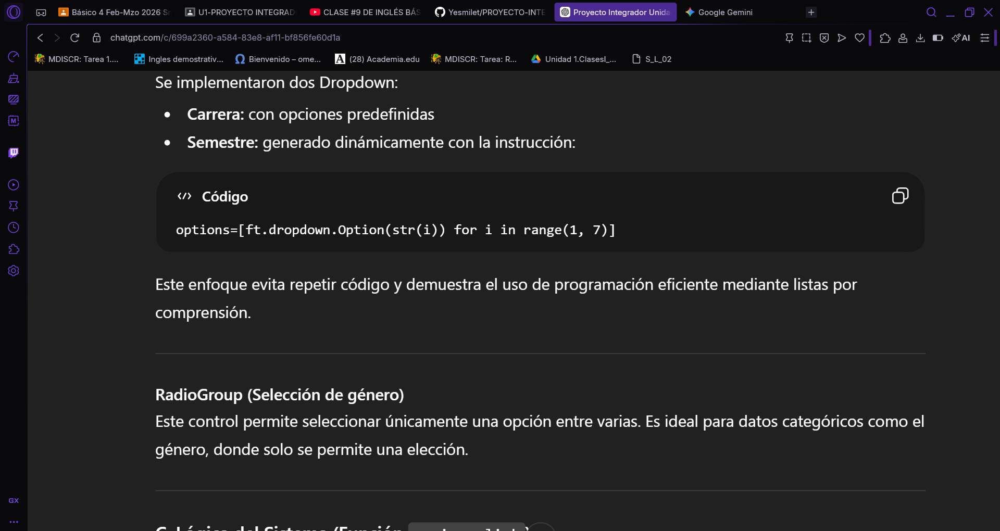 Básico 4 Feb-Mzo 2026 Sr
U1-PROYECTO INTEGRAD
CLASE #9 DE INGLÉS BÁS
Yesmilet/PROYECTO-INTE
Proyecto Integrador Unida
Google Gemini
chatgpt.com/c/699a2360-a584-83e8-af11-bf856fe60d1a
AI
MDISCR: Tarea 1....
Ingles demostrativ...
Bienvenido – ome...
(28) Academia.edu
MDISCR: Tarea: R...
Unidad 1.ClasesI_...
S_L_02
Se implementaron dos Dropdown:
• Carrera: con opciones predefinidas
• Semestre: generado dinámicamente con la instrucción:
Código
options=[ft.dropdown.Option(str(i)) for i in range(1, 7)]
Este enfoque evita repetir código y demuestra el uso de programación eficiente mediante listas por
comprensión.
RadioGroup (Selección de género)
Este control permite seleccionar únicamente una opción entre varias. Es ideal para datos categóricos como el
género, donde solo se permite una elección.
GX
Lógica del Sistema (Función